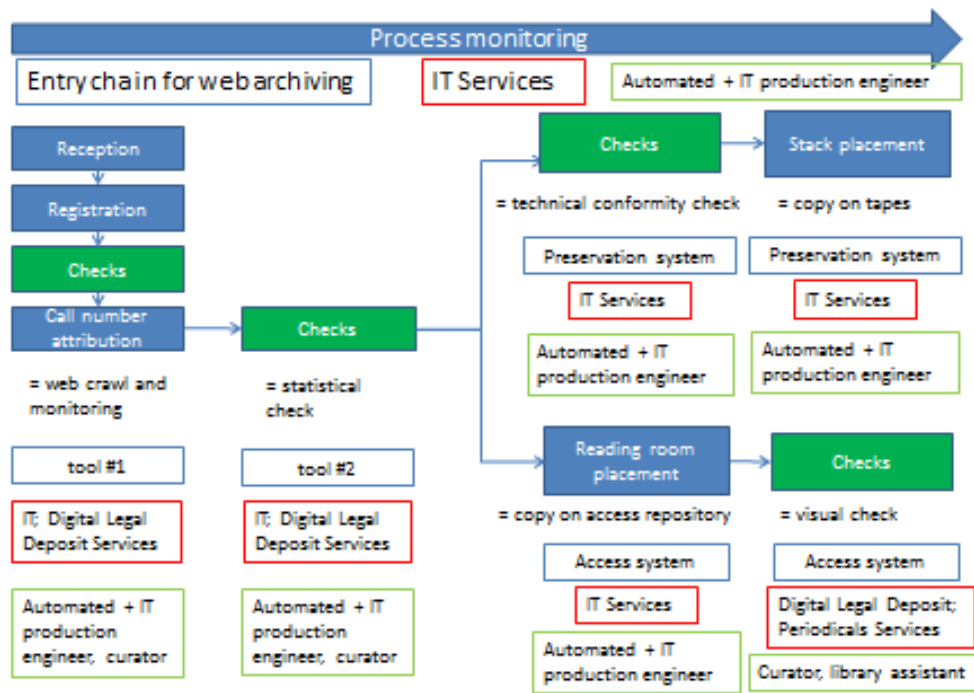 Process monitoring
Entry chain for web archiving
IT Services
Automated + IT production engineer
Reception
Registration
Checks
Call number
attribution
= web crawl and
monitoring
tool #1
IT; Digital Legal
Deposit Services
Automated + IT
production
engineer, curator
Checks
= statistical
check
tool #2
IT; Digital Legal
Deposit Services
Automated + IT
production
engineer, curator
Checks
= technical conformity check
Preservation system
IT Services
Automated + IT
production engineer
Stack placement
= copy on tapes
Preservation system
IT Services
Automated + IT
production engineer
Reading room
placement
= copy on access repository
Access system
IT Services
Automated + IT
production engineer
Checks
= visual check
Access system
Digital Legal Deposit;
Periodicals Services
Curator, library assistant